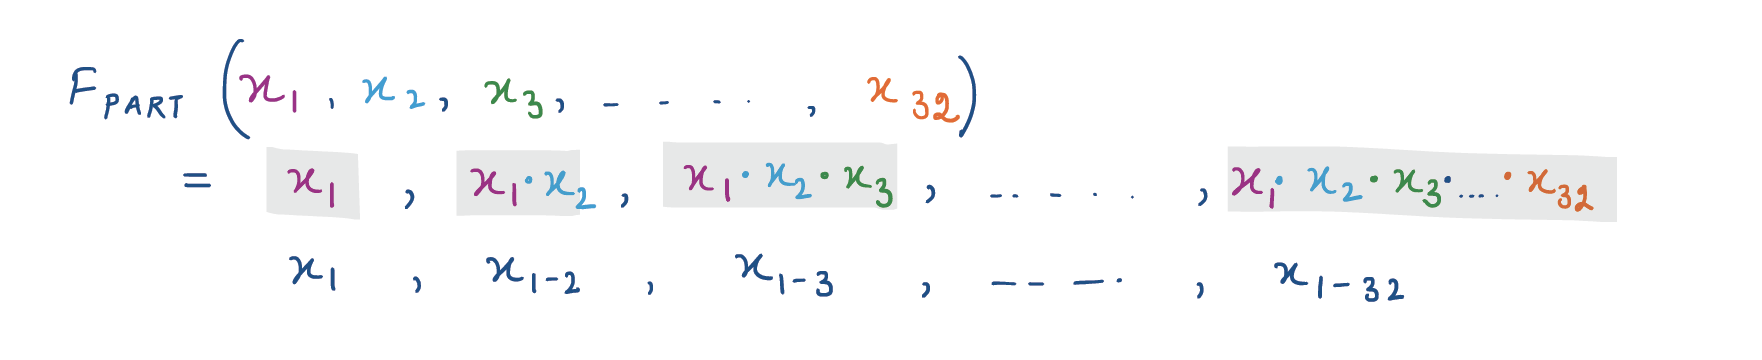 F_PART (x_1, x_2, x_3, - - - - , x_32)
= x_1 , x_1 · x_2 , x_1 · x_2 · x_3 , - - - - , x_1 · x_2 · x_3 · .... · x_32
x_1 , x_1-2 , x_1-3 , - - - - , x_1-32